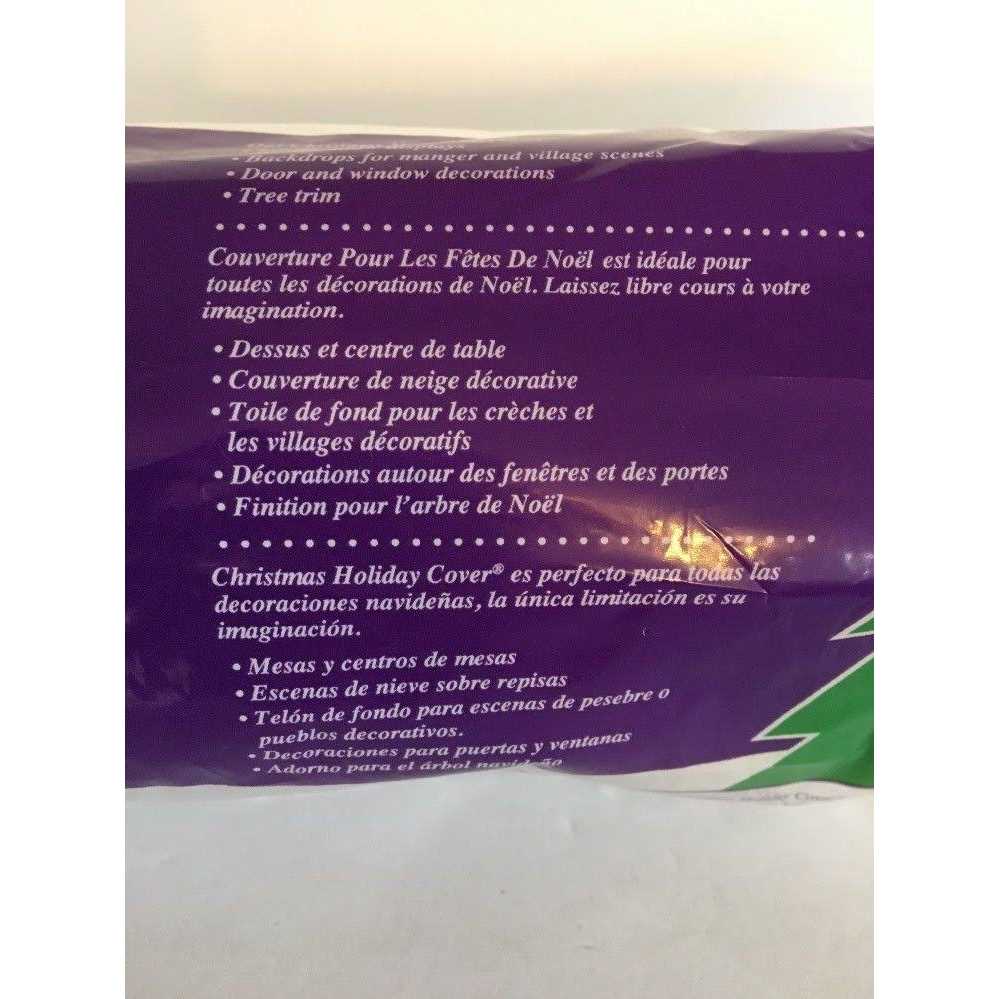 • Backdrops for manger and village scenes
• Door and window decorations
• Tree trim
Couverture Pour Les Fêtes De Noël est idéale pour
toutes les décorations de Noël. Laissez libre cours à votre
imagination.
• Dessus et centre de table
• Couverture de neige décorative
• Toile de fond pour les crèches et
les villages décoratifs
• Décorations autour des fenêtres et des portes
• Finition pour l'arbre de Noël
Christmas Holiday Cover® es perfecto para todas las
decoraciones navideñas, la única limitación es su
imaginación.
• Mesas y centros de mesas
• Escenas de nieve sobre repisas
• Telón de fondo para escenas de pesebre o
pueblos decorativos.
• Decoraciones para puertas y ventanas
• Adorno para el árbol navideño